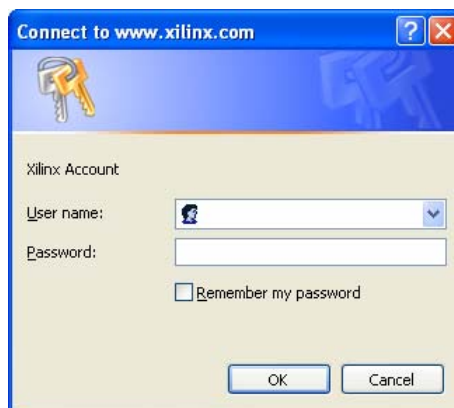 Connect to www.xilinx.com
Xilinx Account
User name:
Password:
Remember my password
OK Cancel